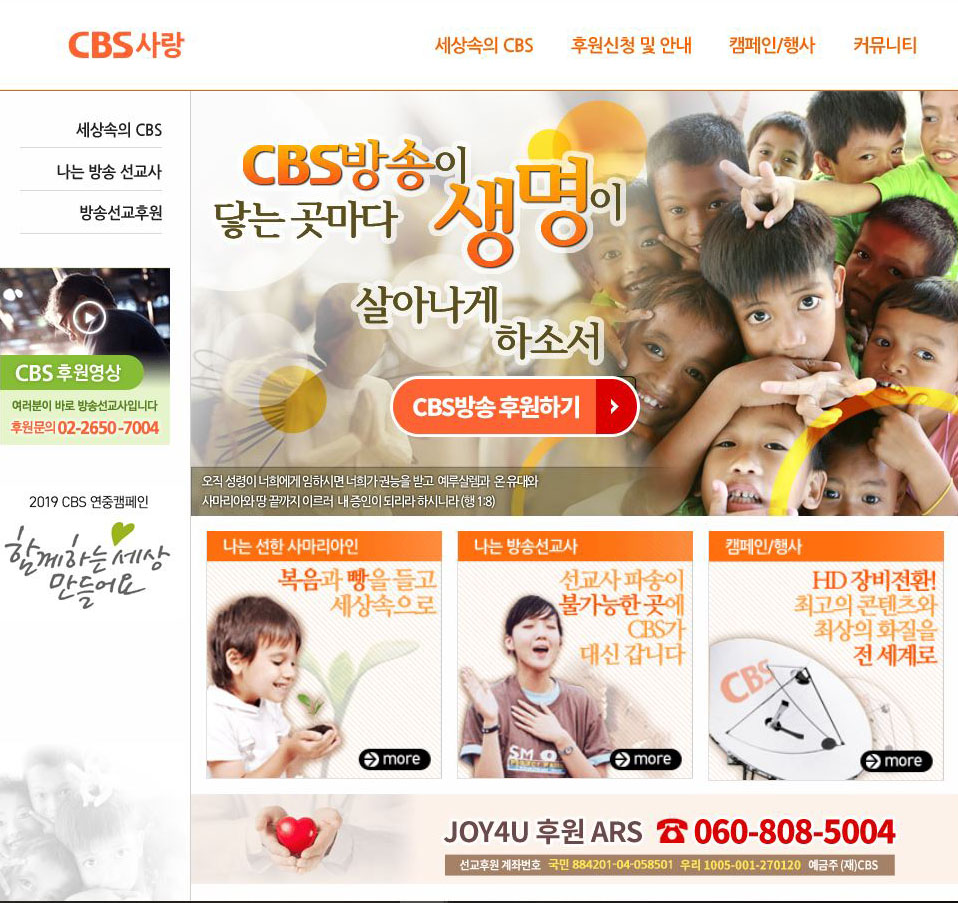 CBS사랑
세상속의 CBS
후원신청 및 안내
캠페인/행사
커뮤니티
세상속의 CBS
나는 방송 선교사
방송선교후원
CBS 후원영상
여러분이 바로 방송선교사입니다
후원문의 02-2650-7004
2019 CBS 연중캠페인
함께하는 세상
만들어요
CBS방송이
닿는 곳마다
생명이
살아나게
하소서
CBS방송 후원하기
오직 성령이 너희에게 임하시면 너희가 권능을 받고 예루살렘과 온 유대와
사마리아와 땅 끝까지 이르러 내 증인이 되리라 하시니라 (행 1:8)
나는 선한 사마리아인
복음과 빵을 들고
세상속으로
more
나는 방송선교사
선교사 파송이
불가능한 곳에
CBS가
대신 갑니다
more
캠페인/행사
HD 장비전환!
최고의 콘텐츠와
최상의 화질을
전 세계로
CBS
more
JOY4U 후원 ARS ☎ 060-808-5004
선교후원 계좌번호 국민 884201-04-058501 우리 1005-001-270120 예금주 (재)CBS